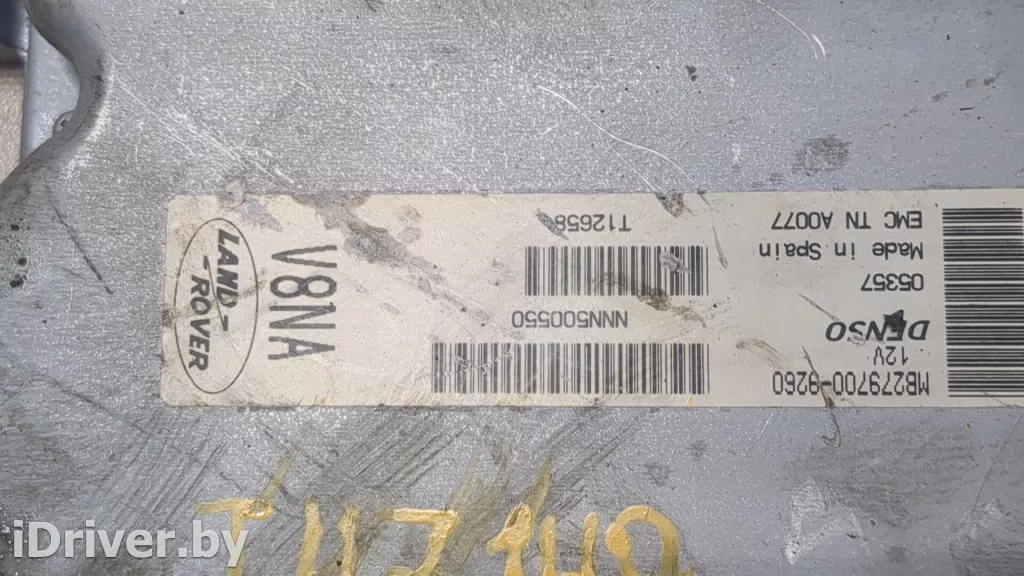 MB279700-9260
12V
DENSO
05357
Made in Spain
EMC TN A0077
NNN500550
T12658
V8NA
LAND-
-ROVER
iDriver.by